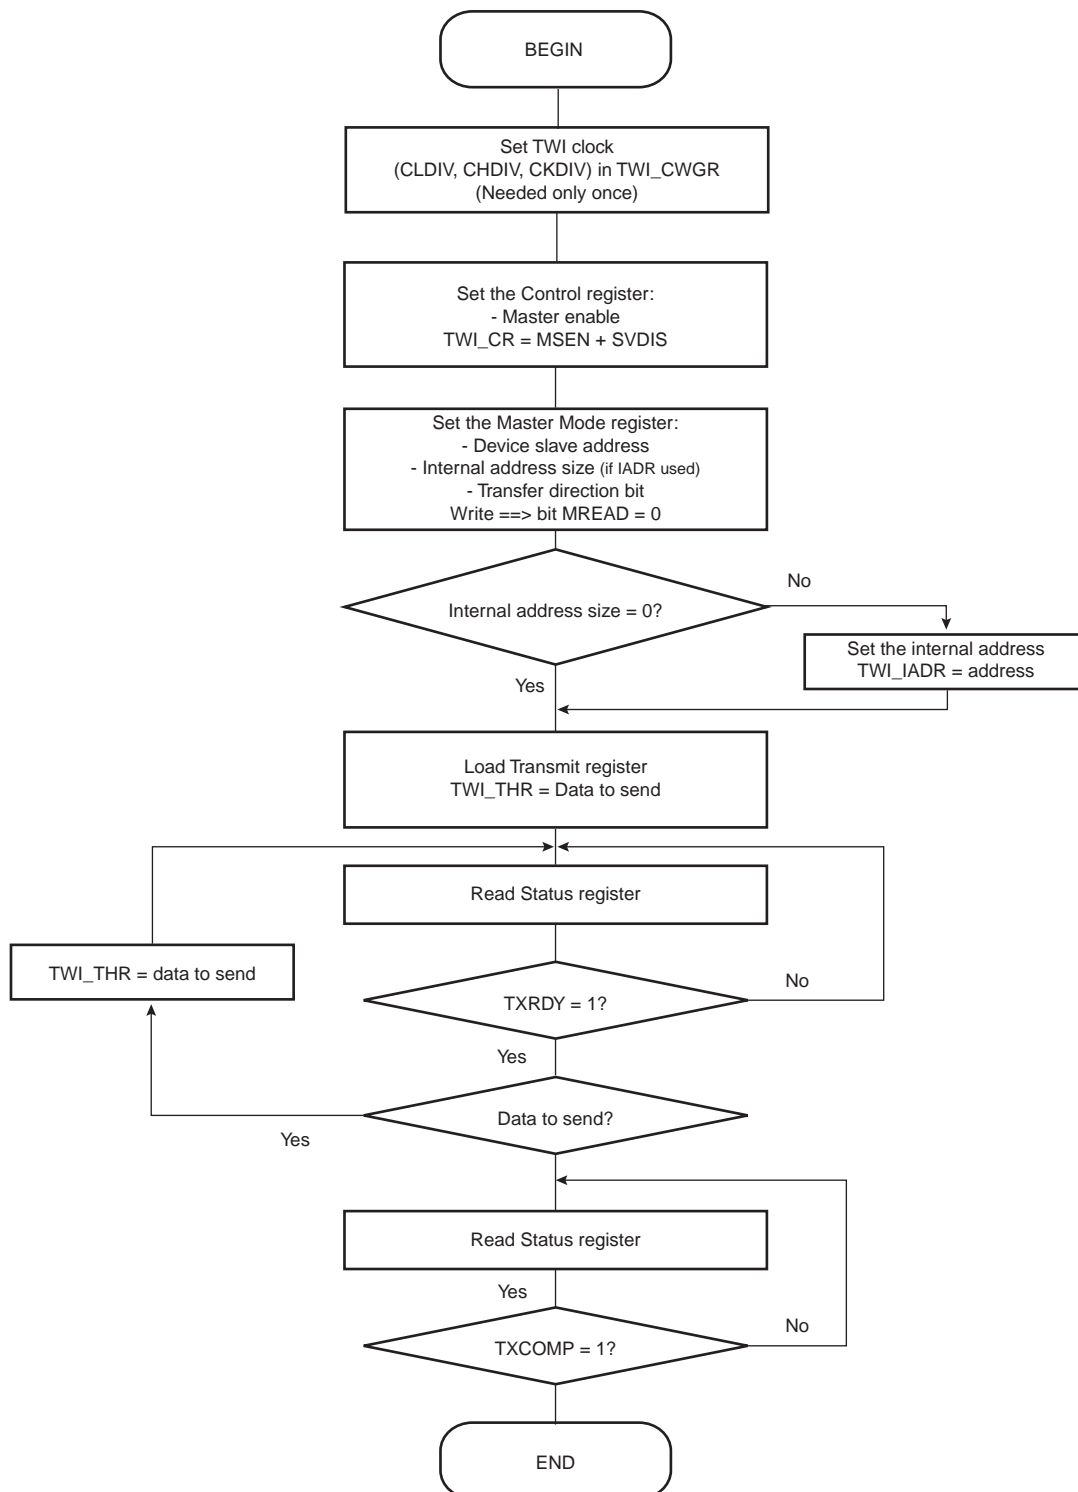 BEGIN
Set TWI clock
(CLDIV, CHDIV, CKDIV) in TWI_CWGR
(Needed only once)
Set the Control register:
- Master enable
TWI_CR = MSEN + SVDIS
Set the Master Mode register:
- Device slave address
- Internal address size (if IADR used)
- Transfer direction bit
Write ==> bit MREAD = 0
Internal address size = 0?
No
Set the internal address
TWI_IADR = address
Yes
Load Transmit register
TWI_THR = Data to send
Read Status register
TWI_THR = data to send
TXRDY = 1?
No
Yes
Data to send?
Yes
Read Status register
Yes
TXCOMP = 1?
No
END